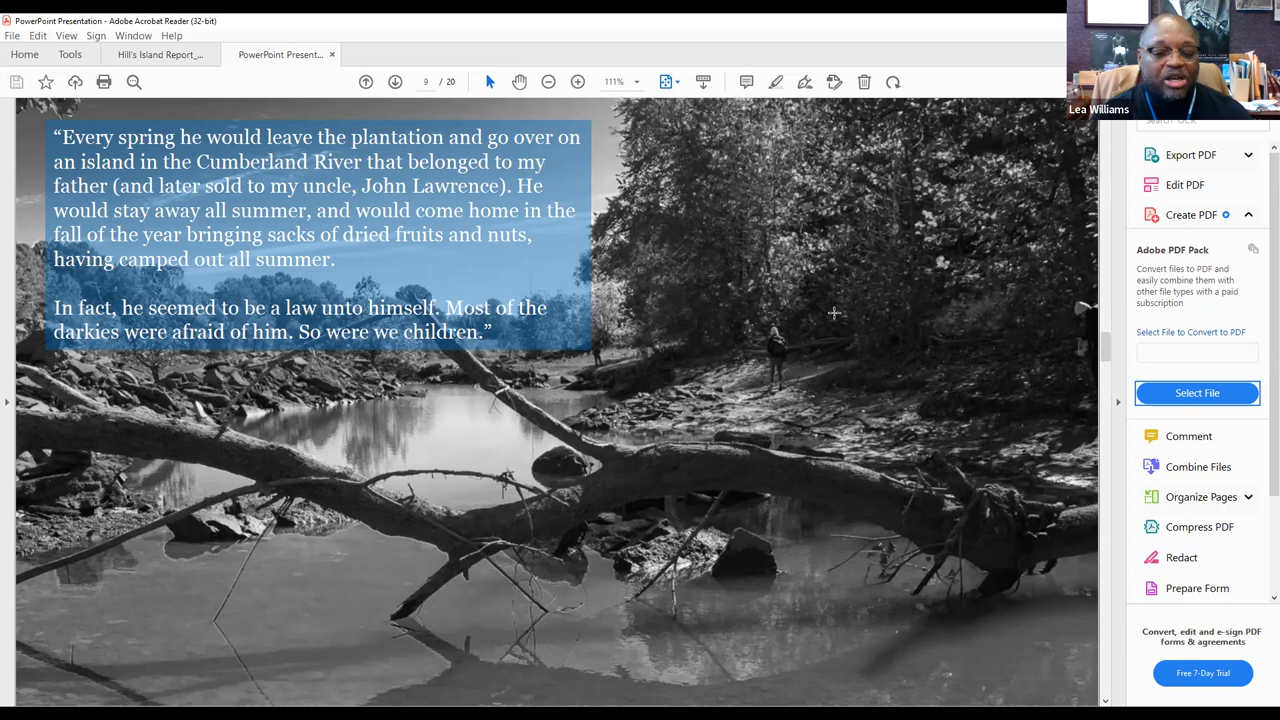 PowerPoint Presentation - Adobe Acrobat Reader (32-bit)
File Edit View Sign Window Help
Home Tools Hill's Island Report_... PowerPoint Present... ×
9 / 20 111%
Lea Williams
“Every spring he would leave the plantation and go over on
an island in the Cumberland River that belonged to my
father (and later sold to my uncle, John Lawrence). He
would stay away all summer, and would come home in the
fall of the year bringing sacks of dried fruits and nuts,
having camped out all summer.
In fact, he seemed to be a law unto himself. Most of the
darkies were afraid of him. So were we children.”
Export PDF
Edit PDF
Create PDF
Adobe PDF Pack
Convert files to PDF and
easily combine them with
other file types with a paid
subscription
Select File to Convert to PDF
Select File
Comment
Combine Files
Organize Pages
Compress PDF
Redact
Prepare Form
Convert, edit and e-sign PDF
forms & agreements
Free 7-Day Trial